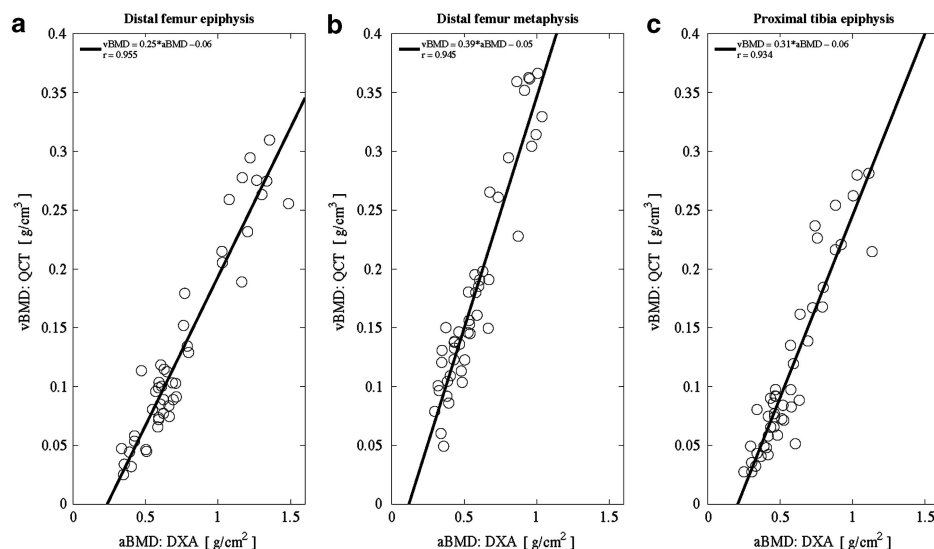 a
Distal femur epiphysis
vBMD = 0.25*aBMD – 0.06
r = 0.955
0.4
0.35
0.3
0.25
0.2
0.15
0.1
0.05
0
vBMD: QCT [ g/cm³]
0 0.5 1 1.5
aBMD: DXA [ g/cm²]
b
Distal femur metaphysis
vBMD = 0.39*aBMD – 0.05
r = 0.945
0.4
0.35
0.3
0.25
0.2
0.15
0.1
0.05
0
vBMD: QCT [ g/cm³]
0 0.5 1 1.5
aBMD: DXA [ g/cm²]
c
Proximal tibia epiphysis
vBMD = 0.31*aBMD – 0.06
r = 0.934
0.4
0.35
0.3
0.25
0.2
0.15
0.1
0.05
0
vBMD: QCT [ g/cm³]
0 0.5 1 1.5
aBMD: DXA [ g/cm²]